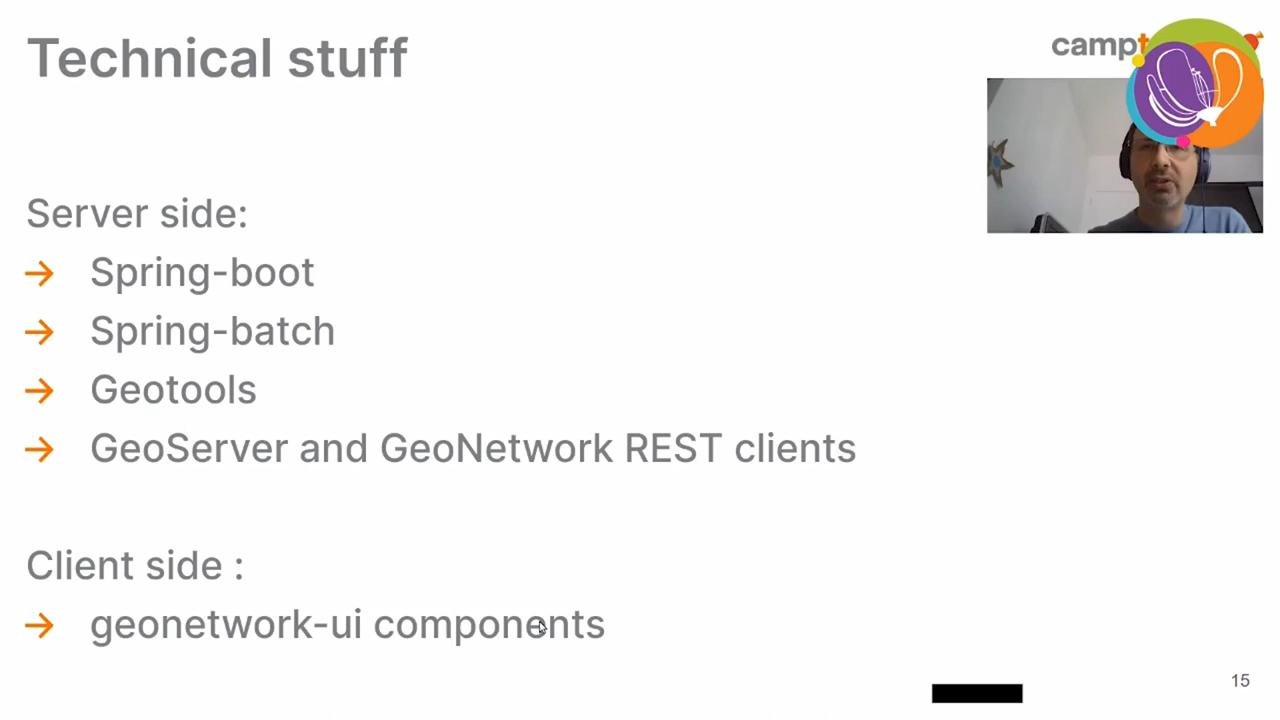 Technical stuff
camp
Server side:
→ Spring-boot
→ Spring-batch
→ Geotools
→ GeoServer and GeoNetwork REST clients
Client side :
→ geonetwork-ui components
15